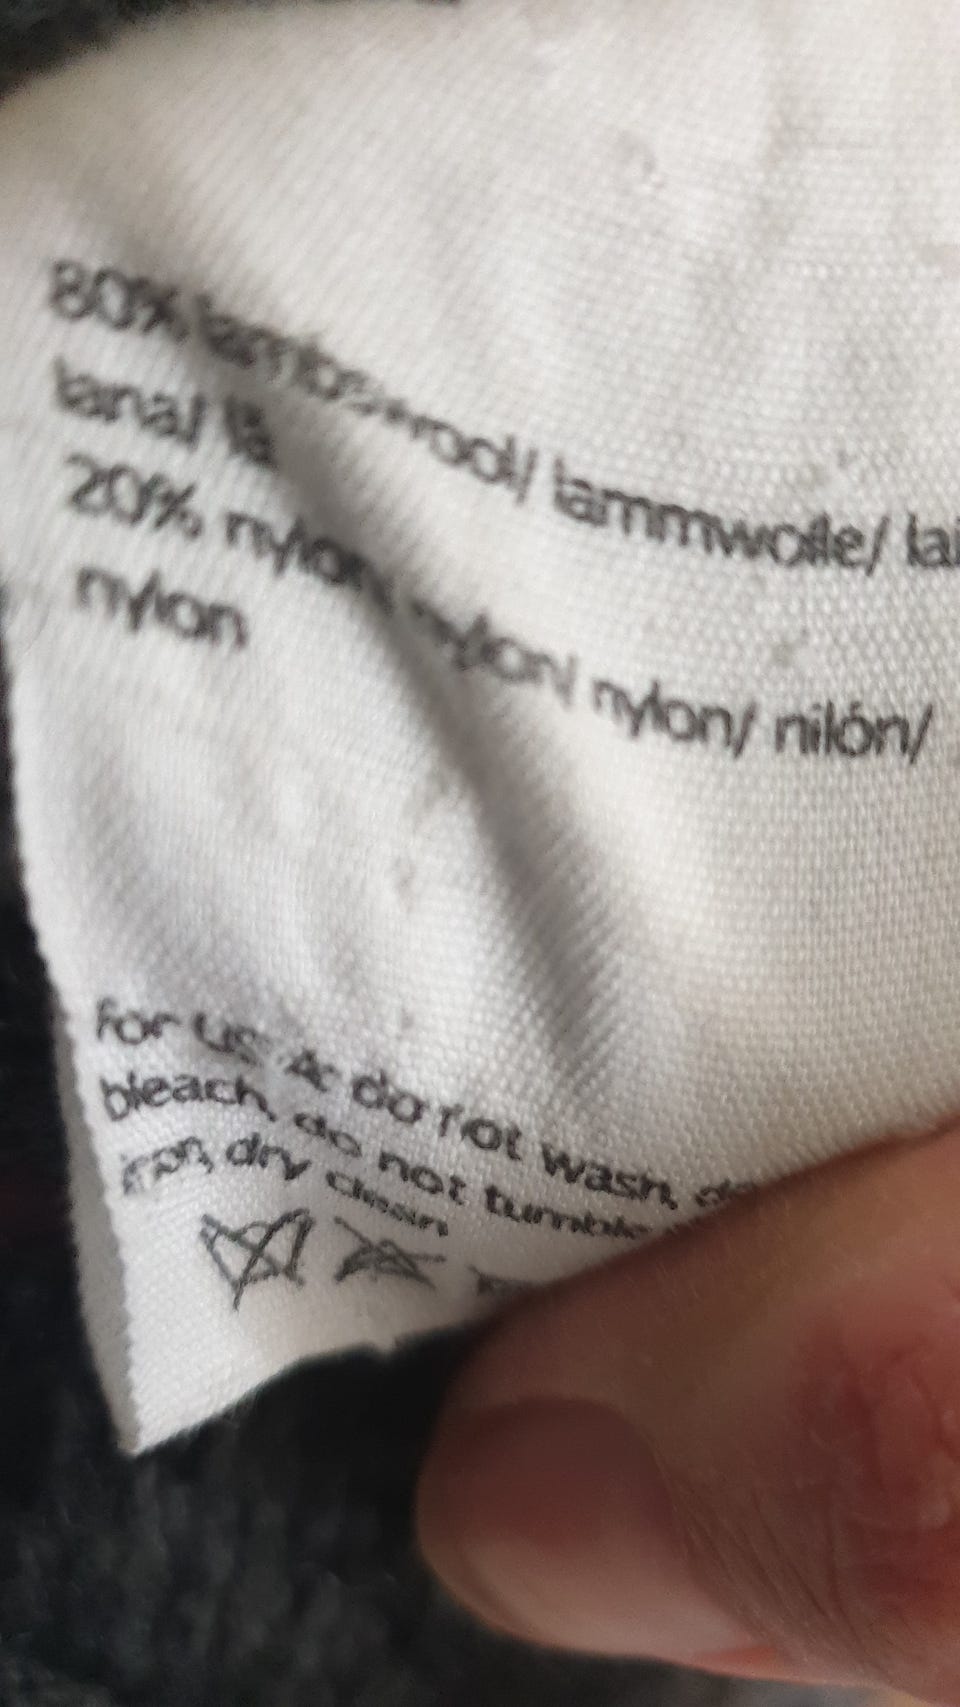 80% lambswool/ lammwolle/ lai
lana/ lã
20% nylon/ nylon/ nylon/ nilón/
nylon
for us &: do not wash, do
bleach, do not tumble
iron, dry clean